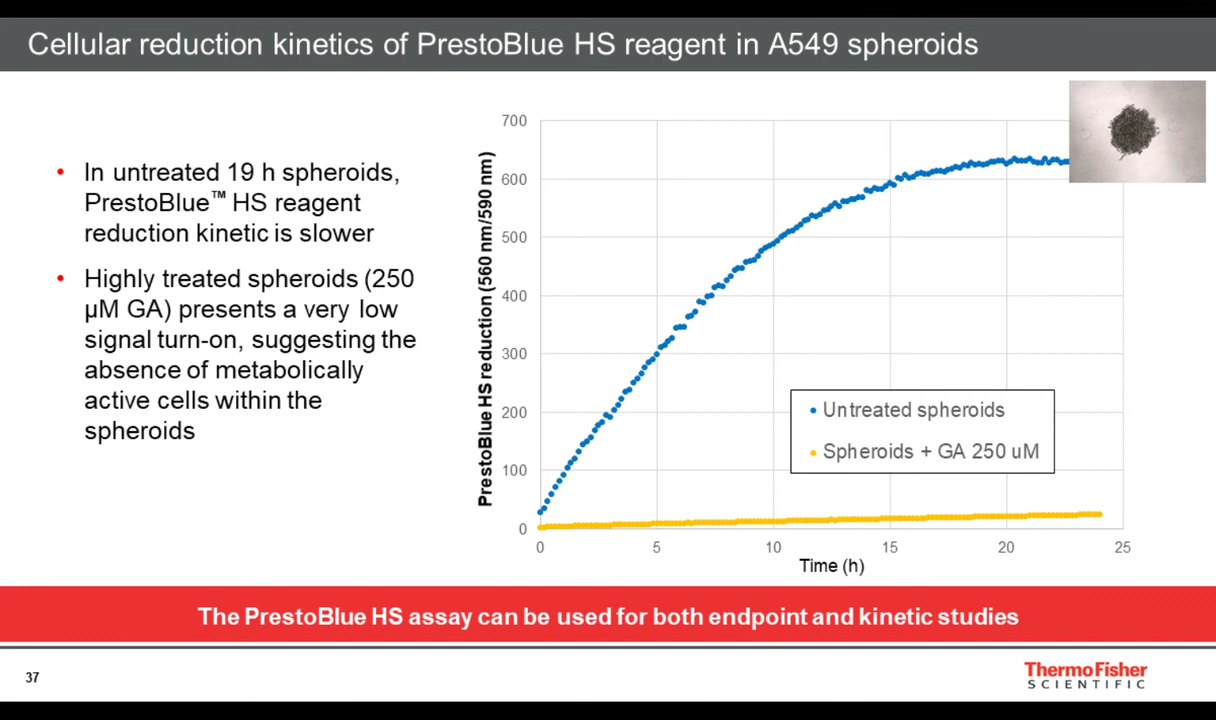 Cellular reduction kinetics of PrestoBlue HS reagent in A549 spheroids
• In untreated 19 h spheroids,
PrestoBlue™ HS reagent
reduction kinetic is slower
• Highly treated spheroids (250
µM GA) presents a very low
signal turn-on, suggesting the
absence of metabolically
active cells within the
spheroids
PrestoBlue HS reduction (560 nm/590 nm)
700
600
500
400
300
200
100
0
Untreated spheroids
Spheroids + GA 250 uM
0 5 10 15 20 25
Time (h)
The PrestoBlue HS assay can be used for both endpoint and kinetic studies
37
ThermoFisher
SCIENTIFIC